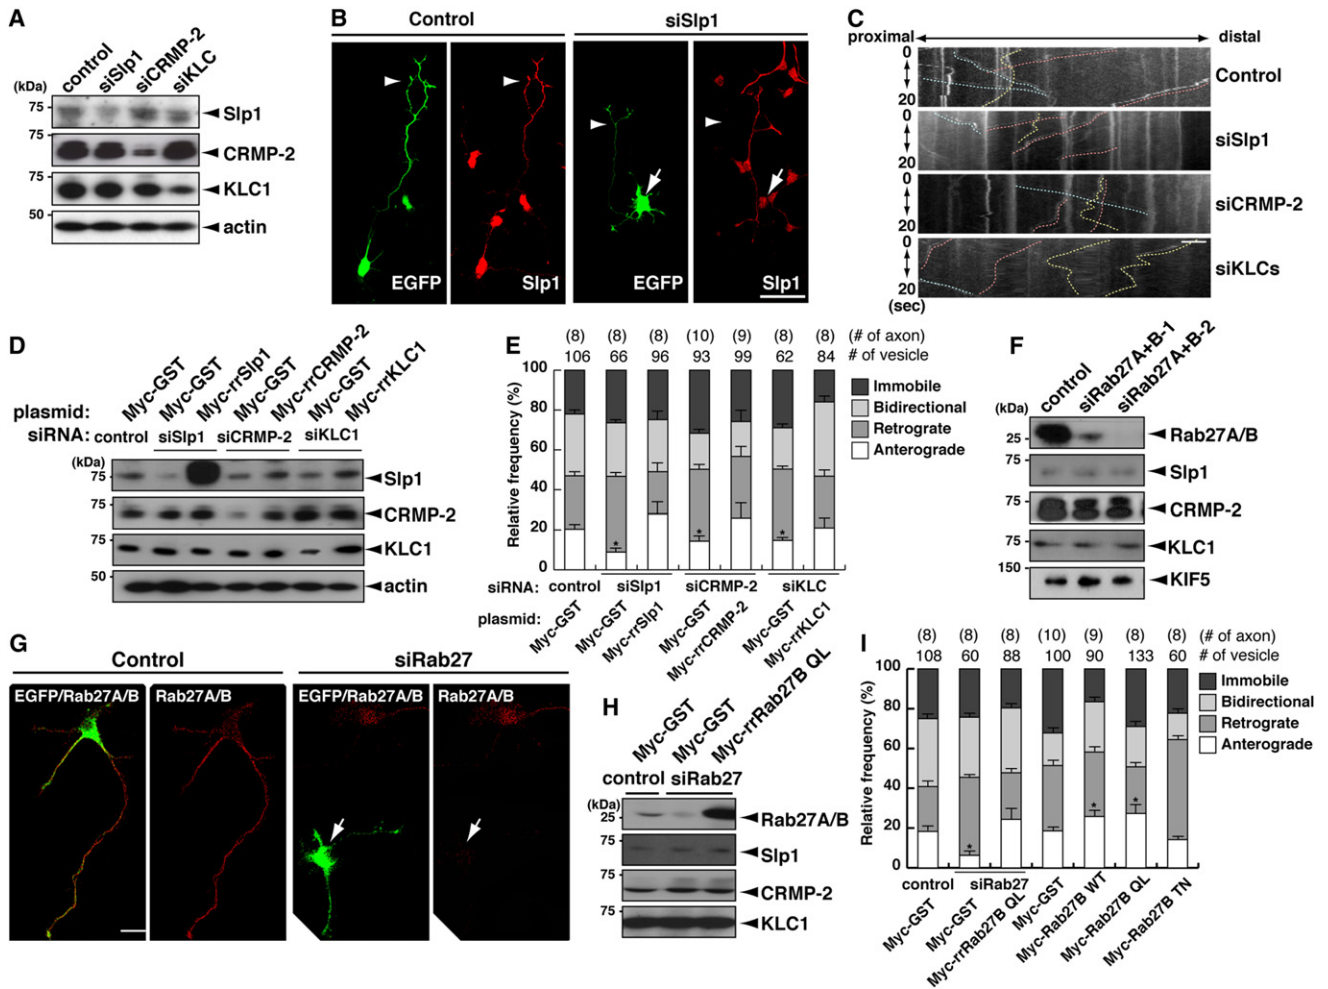 A
control
siSlp1
siCRMP-2
siKLC
(kDa)
75
Slp1
75
CRMP-2
75
KLC1
50
actin
B
Control
siSlp1
EGFP
Slp1
EGFP
Slp1
C
proximal
distal
0
20
Control
siSlp1
0
20
siCRMP-2
0
20
siKLCs
0
20
(sec)
D
plasmid:
Myc-GST
Myc-GST
Myc-rrSlp1
Myc-GST
Myc-rrCRMP-2
Myc-GST
Myc-rrKLC1
siRNA:
control
siSlp1
siCRMP-2
siKLC1
(kDa)
75
Slp1
75
CRMP-2
75
KLC1
50
actin
E
(8) (8) (8) (10) (9) (8) (8) (# of axon)
106 66 96 93 99 62 84 # of vesicle
Relative frequency (%)
100
80
60
40
20
0
Immobile
Bidirectional
Retrograte
Anterograde
*
*
*
siRNA:
control
siSlp1
siCRMP-2
siKLC
plasmid:
Myc-GST
Myc-GST
Myc-rrSlp1
Myc-GST
Myc-rrCRMP-2
Myc-GST
Myc-rrKLC1
F
control
siRab27A+B-1
siRab27A+B-2
(kDa)
25
Rab27A/B
75
Slp1
75
CRMP-2
75
KLC1
150
KIF5
G
Control
siRab27
EGFP/Rab27A/B
Rab27A/B
EGFP/Rab27A/B
Rab27A/B
H
Myc-GST
Myc-GST
Myc-rrRab27B QL
control
siRab27
(kDa)
25
Rab27A/B
75
Slp1
75
CRMP-2
75
KLC1
I
(8) (8) (8) (10) (9) (8) (8) (# of axon)
108 60 88 100 90 133 60 # of vesicle
Relative frequency (%)
100
80
60
40
20
0
Immobile
Bidirectional
Retrograte
Anterograde
*
*
*
control
siRab27
Myc-GST
Myc-GST
Myc-rrRab27B QL
Myc-GST
Myc-Rab27B WT
Myc-Rab27B QL
Myc-Rab27B TN